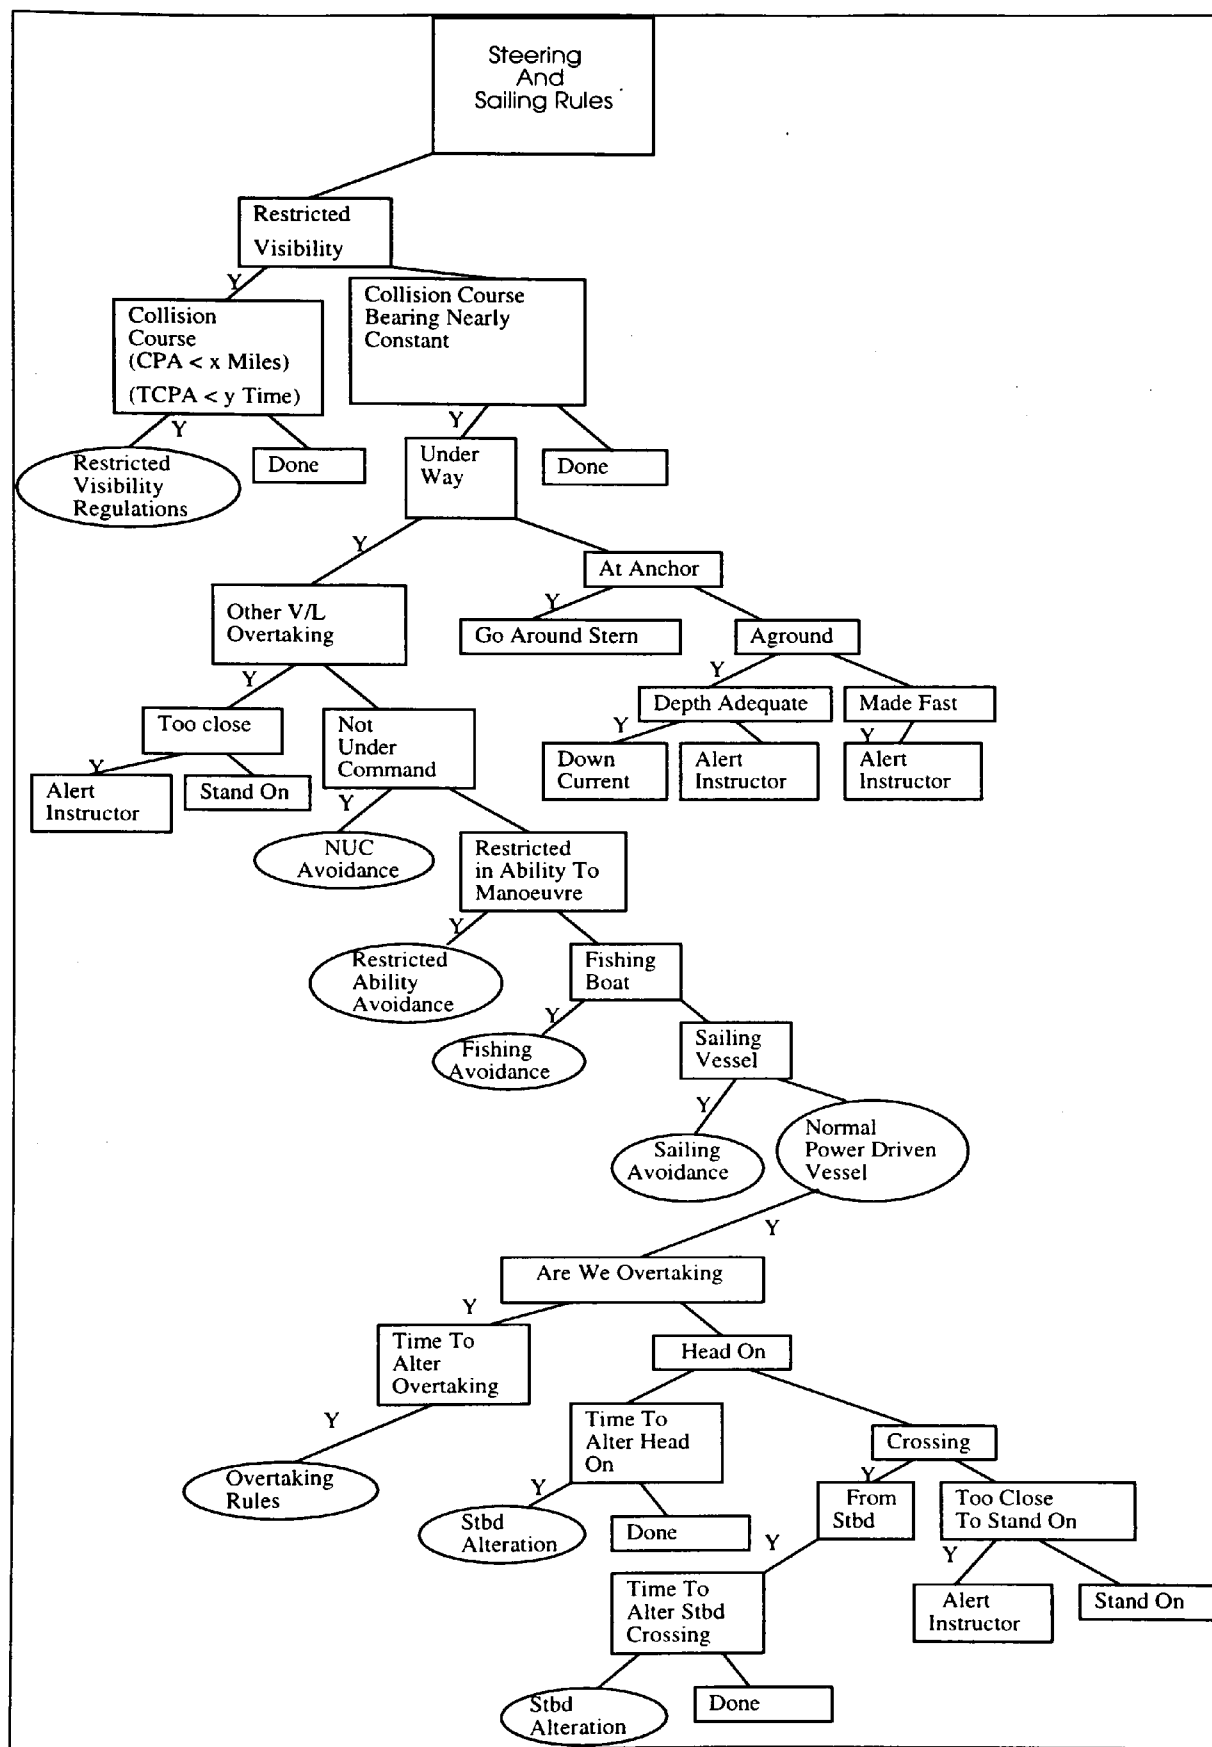 Steering
And
Sailing Rules
Restricted
Visibility
Y
Collision
Course
(CPA < x Miles)
(TCPA < y Time)
Collision Course
Bearing Nearly
Constant
Y
Y
Restricted
Visibility
Regulations
Done
Under
Way
Done
Y
At Anchor
Other V/L
Overtaking
Y
Go Around Stern
Aground
Y
Y
Depth Adequate
Made Fast
Too close
Not
Under
Command
Y
Y
Y
Down
Current
Alert
Instructor
Alert
Instructor
Alert
Instructor
Stand On
Y
NUC
Avoidance
Restricted
in Ability To
Manoeuvre
Y
Restricted
Ability
Avoidance
Fishing
Boat
Y
Fishing
Avoidance
Sailing
Vessel
Y
Sailing
Avoidance
Normal
Power Driven
Vessel
Y
Are We Overtaking
Y
Time To
Alter
Overtaking
Head On
Y
Time To
Alter Head
On
Crossing
Overtaking
Rules
Y
Y
From
Stbd
Too Close
To Stand On
Stbd
Alteration
Done
Y
Y
Time To
Alter Stbd
Crossing
Alert
Instructor
Stand On
Stbd
Alteration
Done